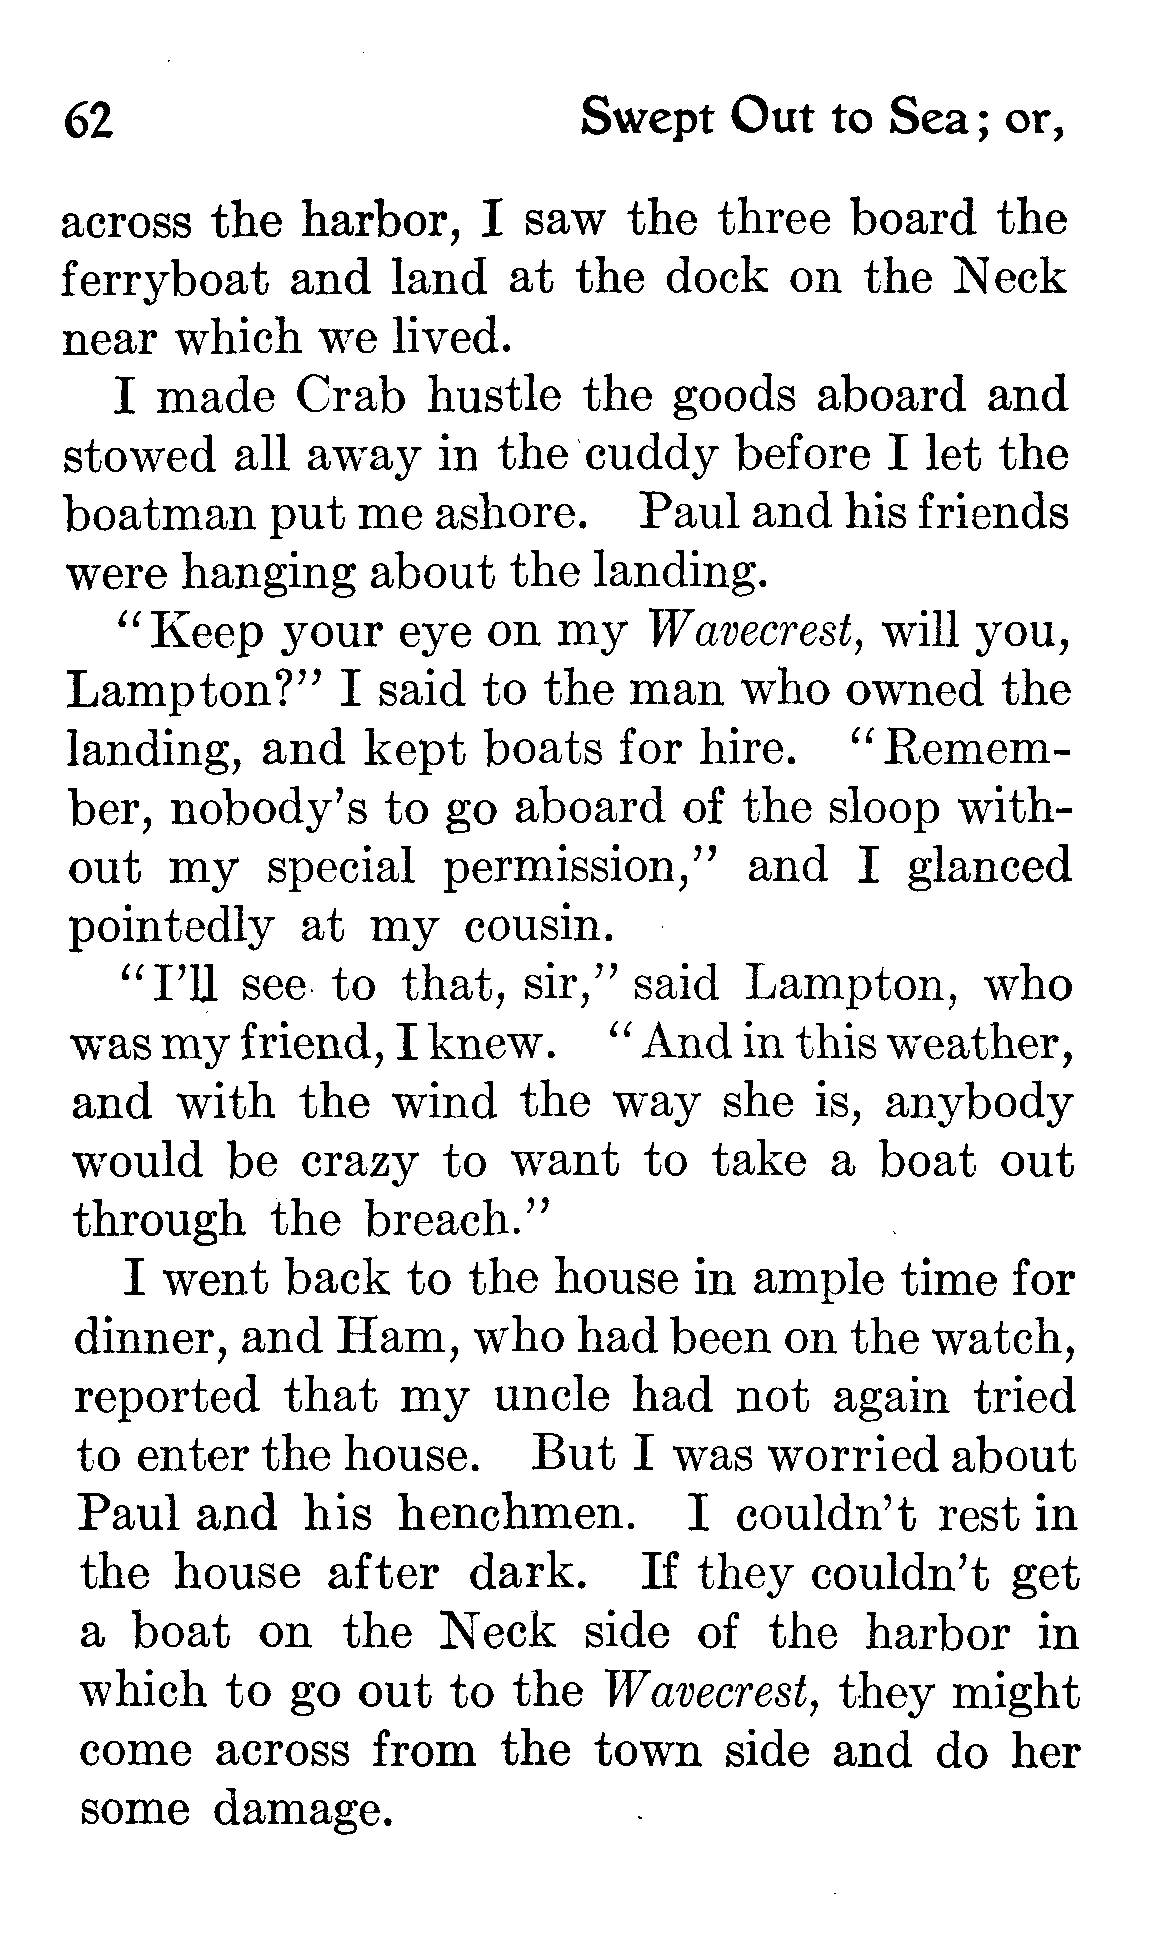 62 Swept Out to Sea; or,
across the harbor, I saw the three board the
ferryboat and land at the dock on the Neck
near which we lived.
I made Crab hustle the goods aboard and
stowed all away in the cuddy before I let the
boatman put me ashore. Paul and his friends
were hanging about the landing.
“Keep your eye on my Wavecrest, will you,
Lampton?” I said to the man who owned the
landing, and kept boats for hire. “Remem-
ber, nobody’s to go aboard of the sloop with-
out my special permission,” and I glanced
pointedly at my cousin.
“I’ll see to that, sir,” said Lampton, who
was my friend, I knew. “And in this weather,
and with the wind the way she is, anybody
would be crazy to want to take a boat out
through the breach.”
I went back to the house in ample time for
dinner, and Ham, who had been on the watch,
reported that my uncle had not again tried
to enter the house. But I was worried about
Paul and his henchmen. I couldn’t rest in
the house after dark. If they couldn’t get
a boat on the Neck side of the harbor in
which to go out to the Wavecrest, they might
come across from the town side and do her
some damage.